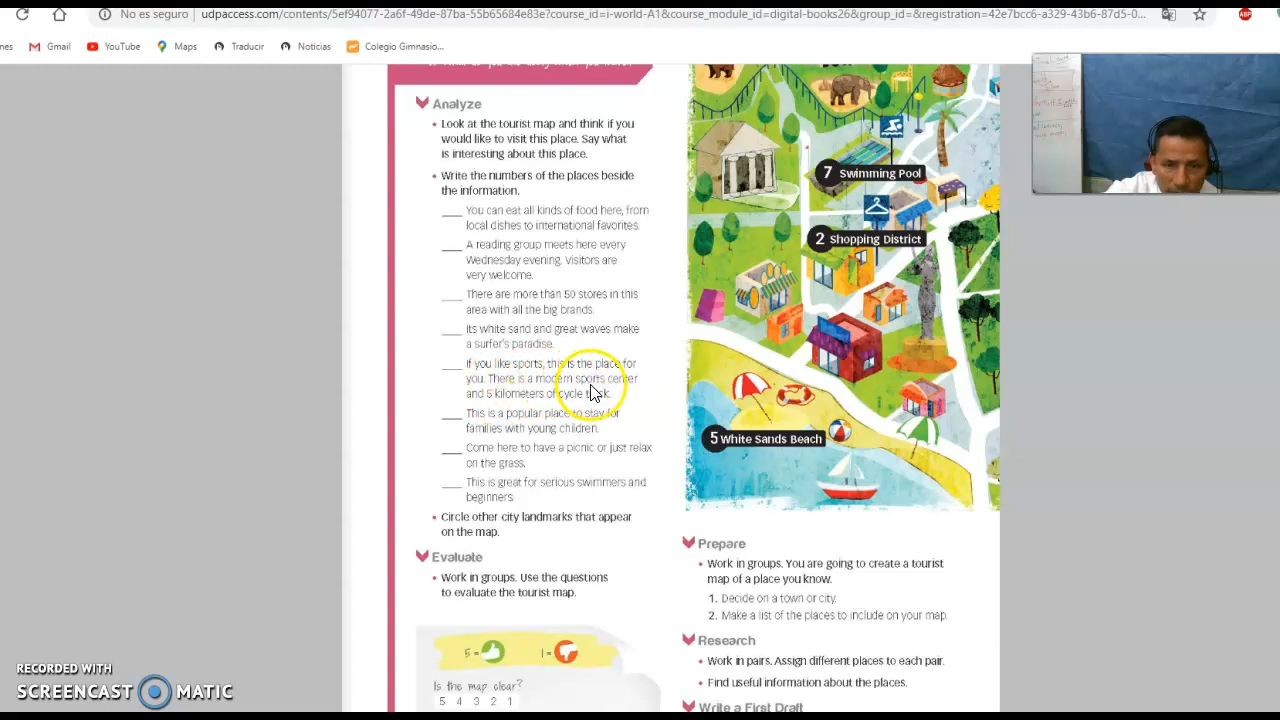 No es seguro
udpaccess.com/contents/5ef94077-2a6f-49de-87ba-55b65684e83e?course_id=i-world-A1&course_module_id=digital-books26&group_id=&registration=42e7bcc6-a329-43b6-87d5-0...
nes
Gmail
YouTube
Maps
Traducir
Noticias
Colegio Gimnasio...
Analyze
• Look at the tourist map and think if you
would like to visit this place. Say what
is interesting about this place.
• Write the numbers of the places beside
the information.
____ You can eat all kinds of food here, from
local dishes to international favorites.
____ A reading group meets here every
Wednesday evening. Visitors are
very welcome.
____ There are more than 50 stores in this
area with all the big brands.
____ Its white sand and great waves make
a surfer's paradise.
____ If you like sports, this is the place for
you. There is a modern sports center
and 5 kilometers of cycle track.
____ This is a popular place to stay for
families with young children.
____ Come here to have a picnic or just relax
on the grass.
____ This is great for serious swimmers and
beginners.
• Circle other city landmarks that appear
on the map.
Evaluate
• Work in groups. Use the questions
to evaluate the tourist map.
5 =
1 =
Is the map clear?
5 4 3 2 1
7 Swimming Pool
2 Shopping District
5 White Sands Beach
Prepare
• Work in groups. You are going to create a tourist
map of a place you know.
1. Decide on a town or city.
2. Make a list of the places to include on your map.
Research
• Work in pairs. Assign different places to each pair.
• Find useful information about the places.
Write a First Draft
ABP
RECORDED WITH
SCREENCAST MATIC